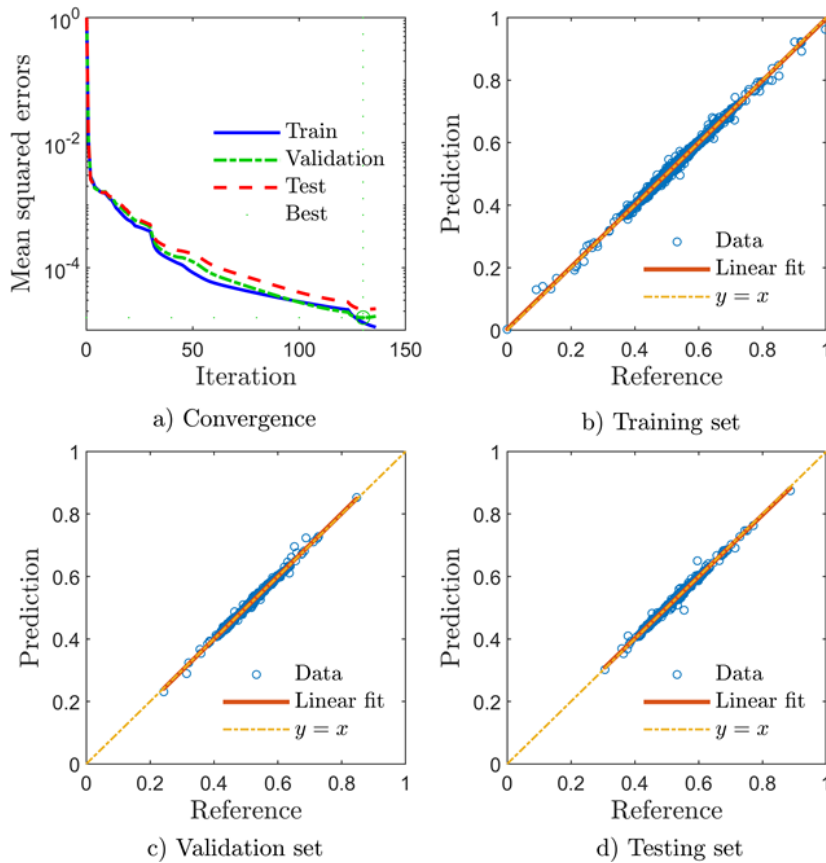 10^0
10^-2
10^-4
Mean squared errors
Train
Validation
Test
Best
0 50 100 150
Iteration
a) Convergence
1
0.8
0.6
0.4
0.2
0
Prediction
Data
Linear fit
y = x
0 0.2 0.4 0.6 0.8 1
Reference
b) Training set
1
0.8
0.6
0.4
0.2
0
Prediction
Data
Linear fit
y = x
0 0.2 0.4 0.6 0.8 1
Reference
c) Validation set
1
0.8
0.6
0.4
0.2
0
Prediction
Data
Linear fit
y = x
0 0.2 0.4 0.6 0.8 1
Reference
d) Testing set